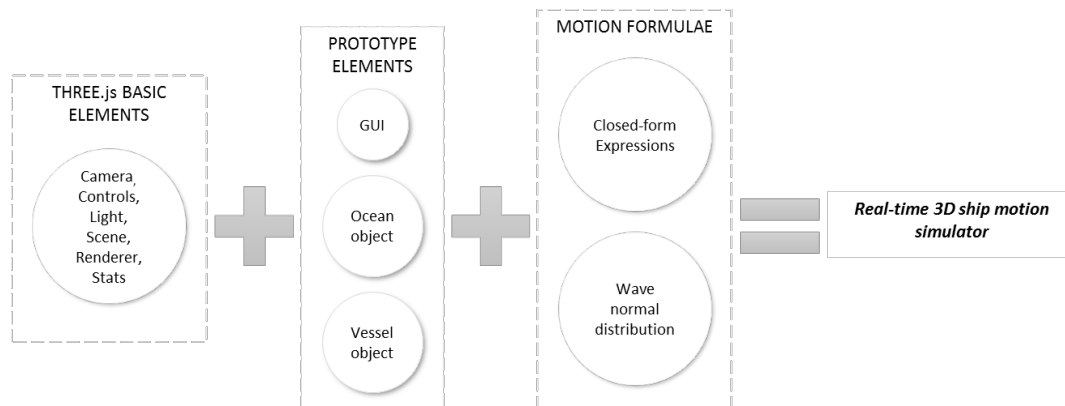 THREE.js BASIC
ELEMENTS
Camera,
Controls,
Light,
Scene,
Renderer,
Stats
PROTOTYPE
ELEMENTS
GUI
Ocean
object
Vessel
object
MOTION FORMULAE
Closed-form
Expressions
Wave
normal
distribution
Real-time 3D ship motion
simulator